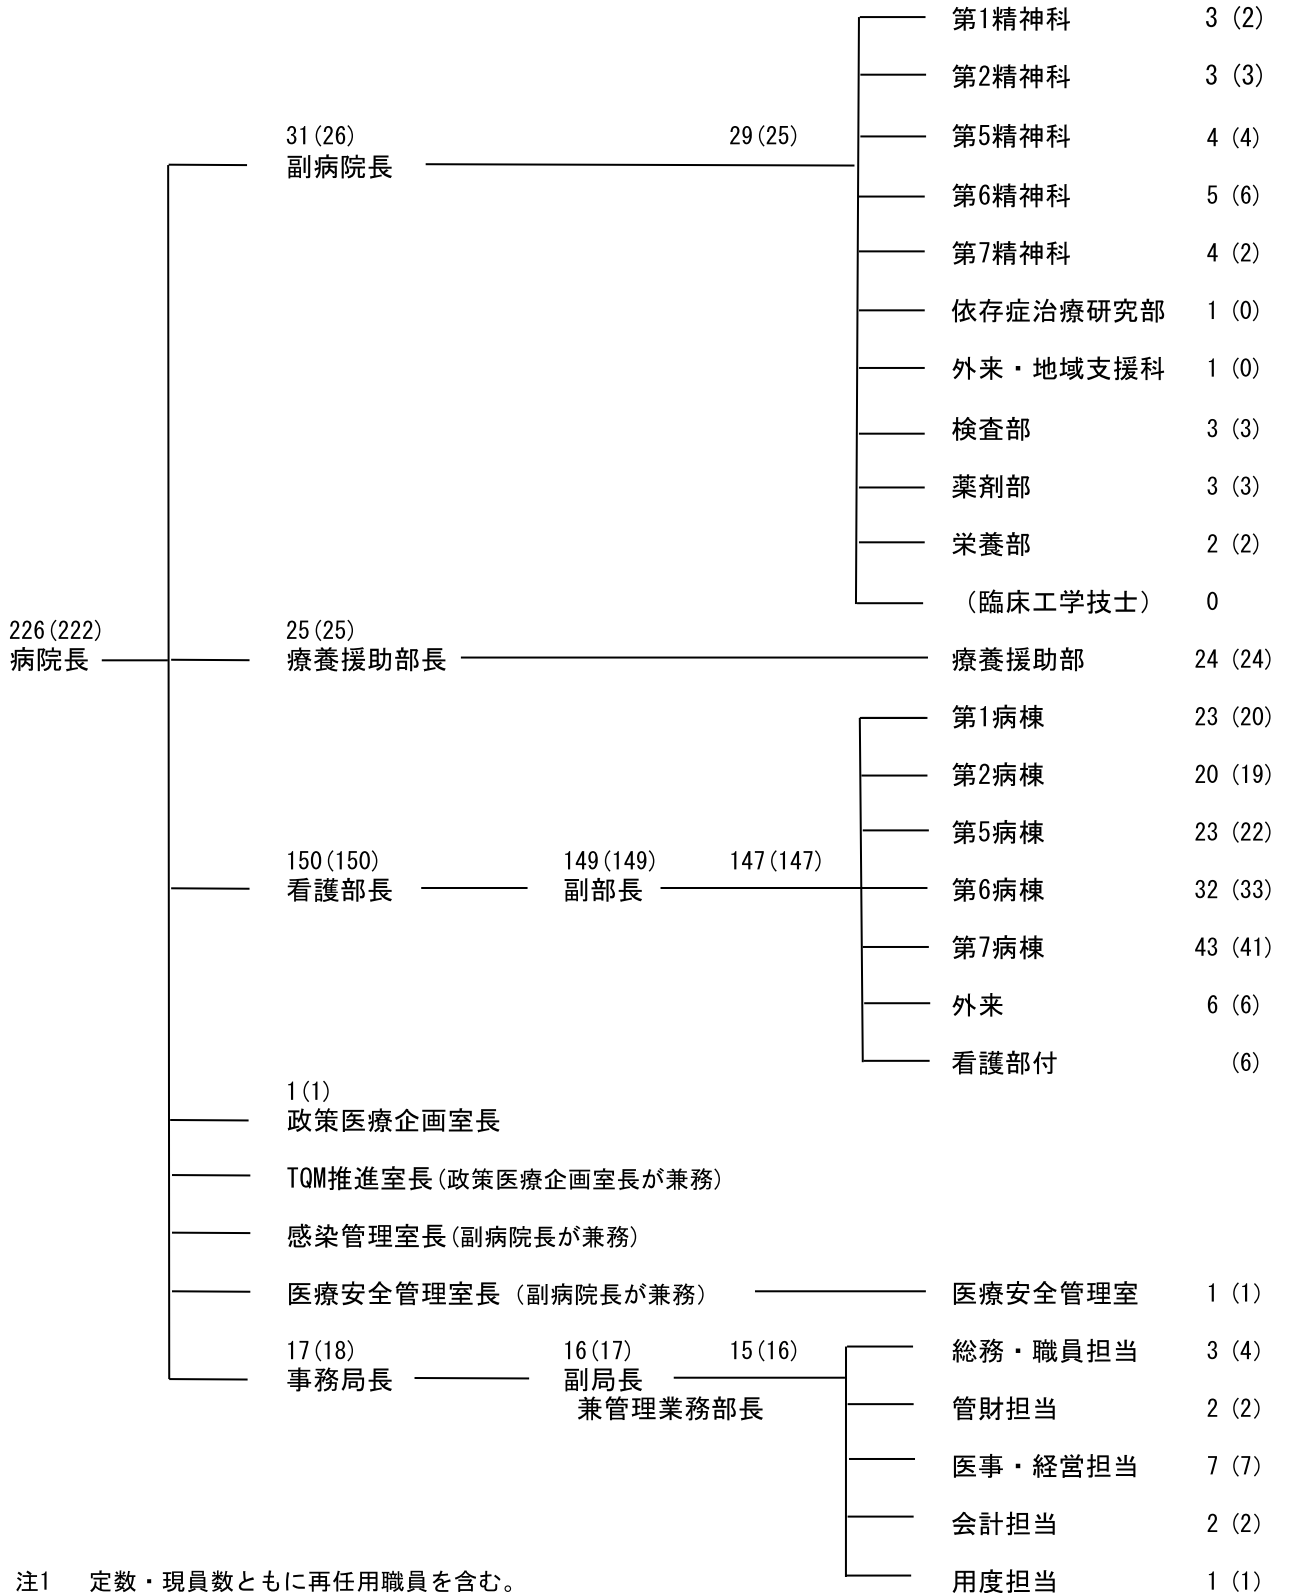 第1精神科 3 (2)
第2精神科 3 (3)
31(26) 29(25)
第5精神科 4 (4)
副病院長
第6精神科 5 (6)
第7精神科 4 (2)
依存症治療研究部 1 (0)
外来・地域支援科 1 (0)
検査部 3 (3)
薬剤部 3 (3)
栄養部 2 (2)
（臨床工学技士） 0
226(222) 25(25)
病院長 療養援助部長 療養援助部 24 (24)
第1病棟 23 (20)
第2病棟 20 (19)
第5病棟 23 (22)
150(150) 149(149) 147(147)
看護部長 副部長 第6病棟 32 (33)
第7病棟 43 (41)
外来 6 (6)
看護部付 (6)
1(1)
政策医療企画室長
TQM推進室長(政策医療企画室長が兼務)
感染管理室長(副病院長が兼務)
医療安全管理室長（副病院長が兼務） 医療安全管理室 1 (1)
17(18) 16(17) 15(16) 総務・職員担当 3 (4)
事務局長 副局長
兼管理業務部長 管財担当 2 (2)
医事・経営担当 7 (7)
会計担当 2 (2)
注1 定数・現員数ともに再任用職員を含む。 用度担当 1 (1)